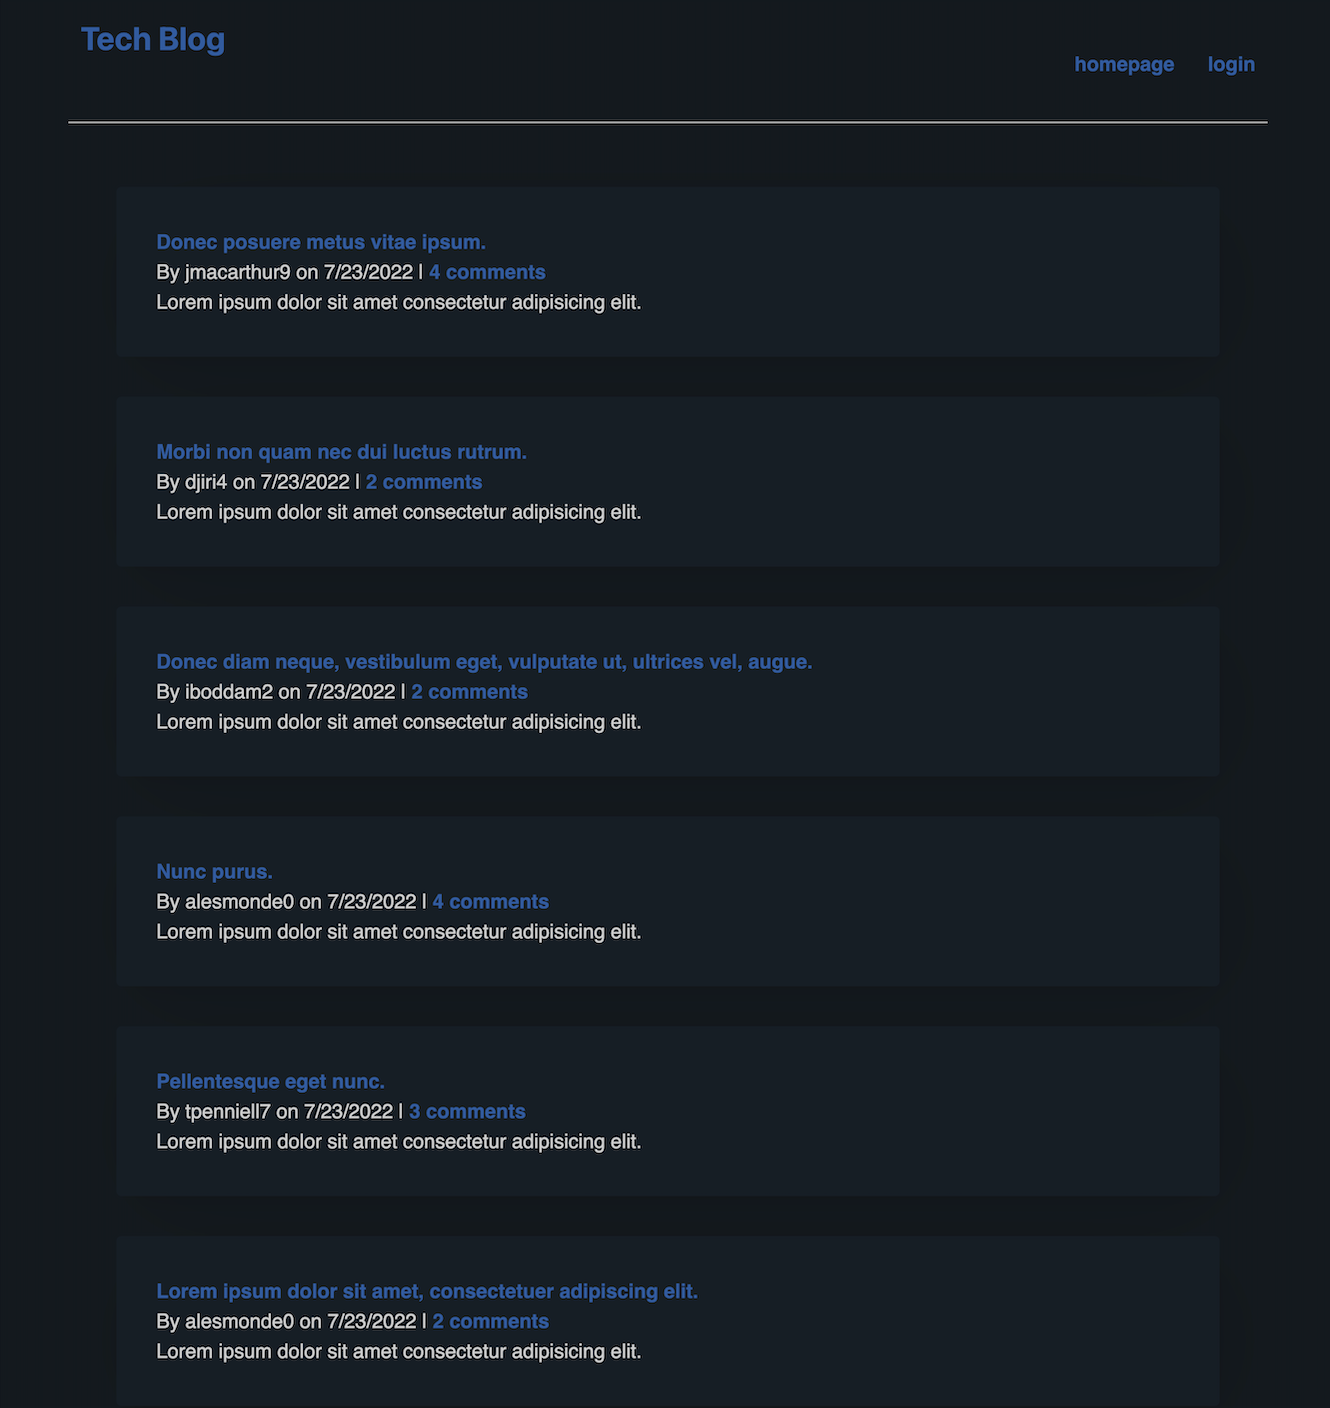 Tech Blog
homepage login
Donec posuere metus vitae ipsum.
By jmacarthur9 on 7/23/2022 | 4 comments
Lorem ipsum dolor sit amet consectetur adipisicing elit.
Morbi non quam nec dui luctus rutrum.
By djiri4 on 7/23/2022 | 2 comments
Lorem ipsum dolor sit amet consectetur adipisicing elit.
Donec diam neque, vestibulum eget, vulputate ut, ultrices vel, augue.
By iboddam2 on 7/23/2022 | 2 comments
Lorem ipsum dolor sit amet consectetur adipisicing elit.
Nunc purus.
By alesmonde0 on 7/23/2022 | 4 comments
Lorem ipsum dolor sit amet consectetur adipisicing elit.
Pellentesque eget nunc.
By tpenniell7 on 7/23/2022 | 3 comments
Lorem ipsum dolor sit amet consectetur adipisicing elit.
Lorem ipsum dolor sit amet, consectetuer adipiscing elit.
By alesmonde0 on 7/23/2022 | 2 comments
Lorem ipsum dolor sit amet consectetur adipisicing elit.